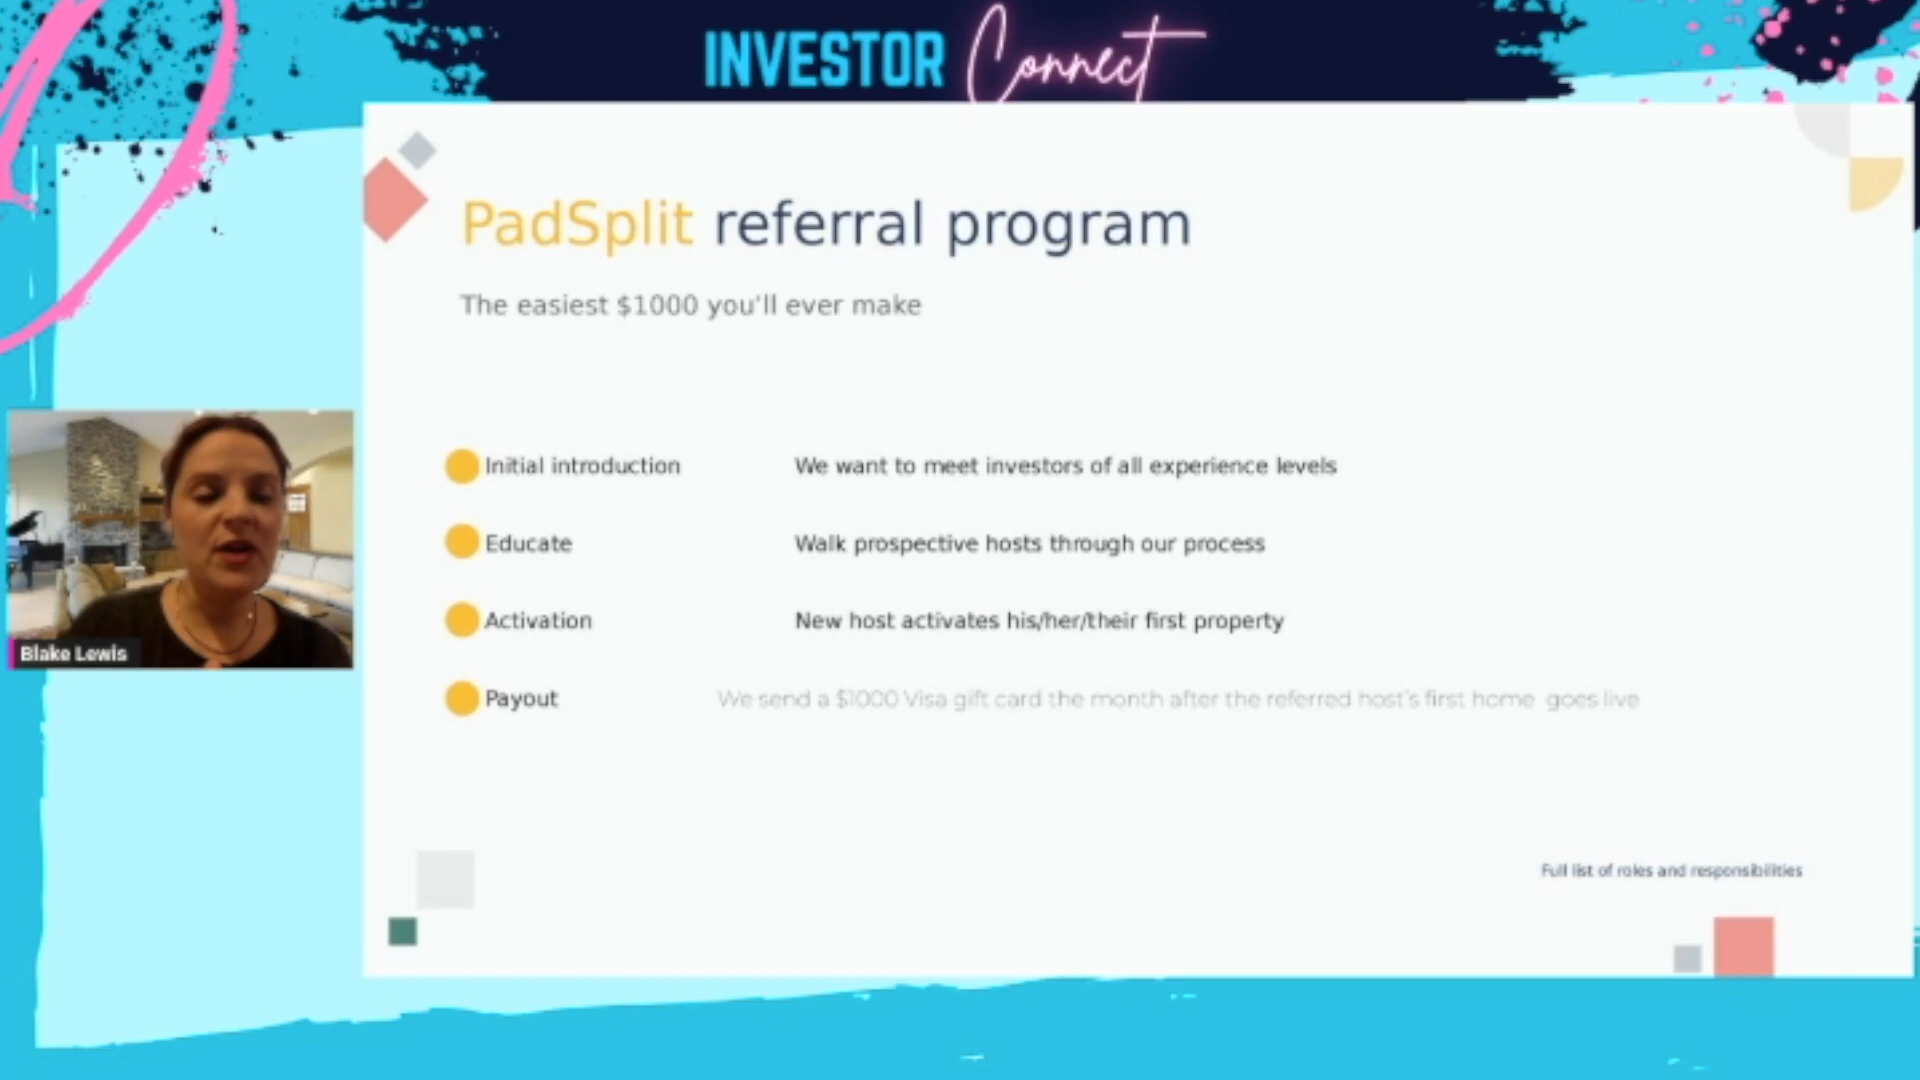 INVESTOR Connect
PadSplit referral program
The easiest $1000 you'll ever make
Initial introduction We want to meet investors of all experience levels
Educate Walk prospective hosts through our process
Activation New host activates his/her/their first property
Payout We send a $1000 Visa gift card the month after the referred host's first home goes live
Blake Lewis
Full list of roles and responsibilities